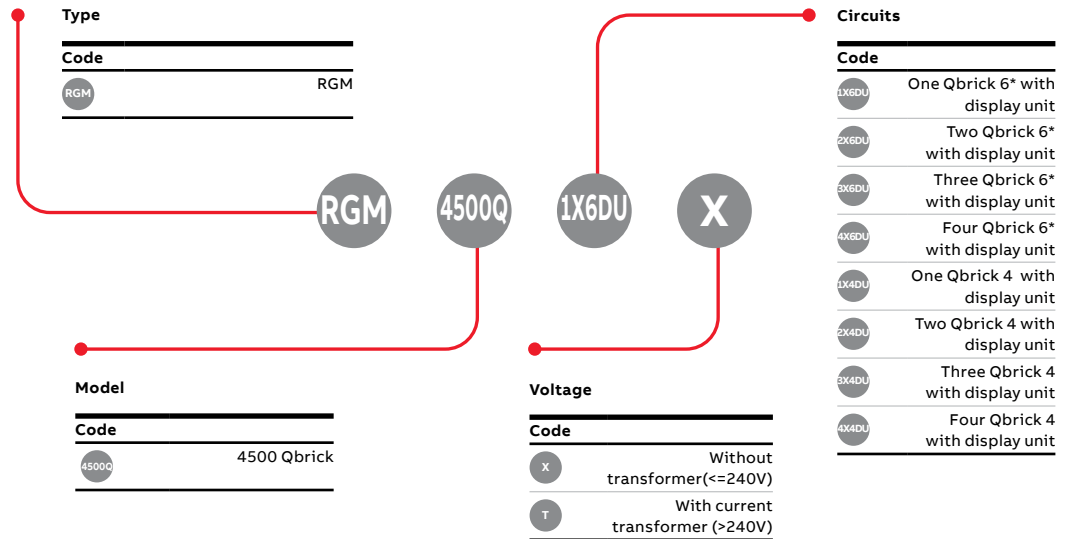 Type
Code
RGM
RGM
Circuits
Code
1X6DU
One Qbrick 6* with
display unit
2X6DU
Two Qbrick 6*
with display unit
3X6DU
Three Qbrick 6*
with display unit
4X6DU
Four Qbrick 6*
with display unit
1X4DU
One Qbrick 4 with
display unit
2X4DU
Two Qbrick 4 with
display unit
3X4DU
Three Qbrick 4
with display unit
4X4DU
Four Qbrick 4
with display unit
RGM
4500Q
1X6DU
X
Model
Code
4500Q
4500 Qbrick
Voltage
Code
X
Without
transformer(<=240V)
T
With current
transformer (>240V)